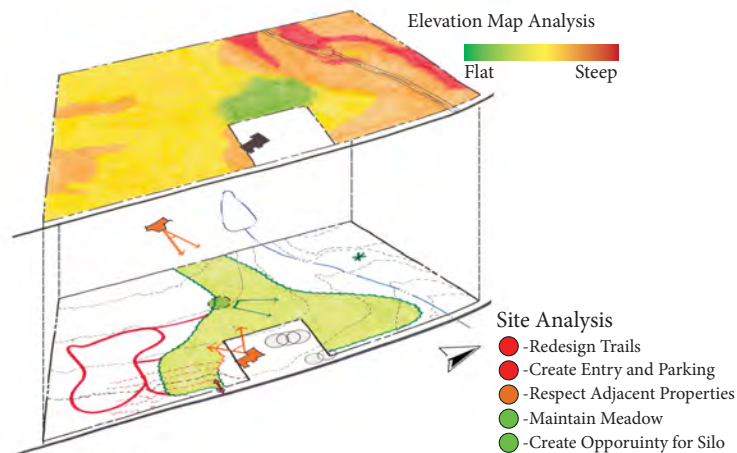 Elevation Map Analysis
Flat Steep
Site Analysis
-Redesign Trails
-Create Entry and Parking
-Respect Adjacent Properties
-Maintain Meadow
-Create Opporuinty for Silo